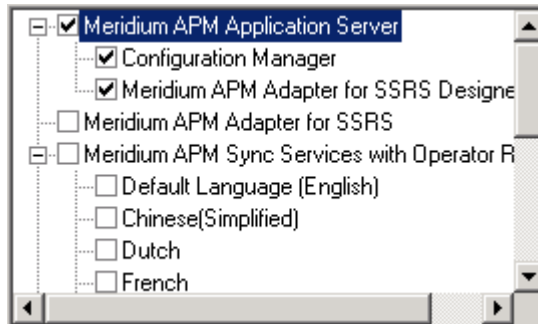 Meridium APM Application Server
Configuration Manager
Meridium APM Adapter for SSRS Designe
Meridium APM Adapter for SSRS
Meridium APM Sync Services with Operator R
Default Language (English)
Chinese(Simplified)
Dutch
French